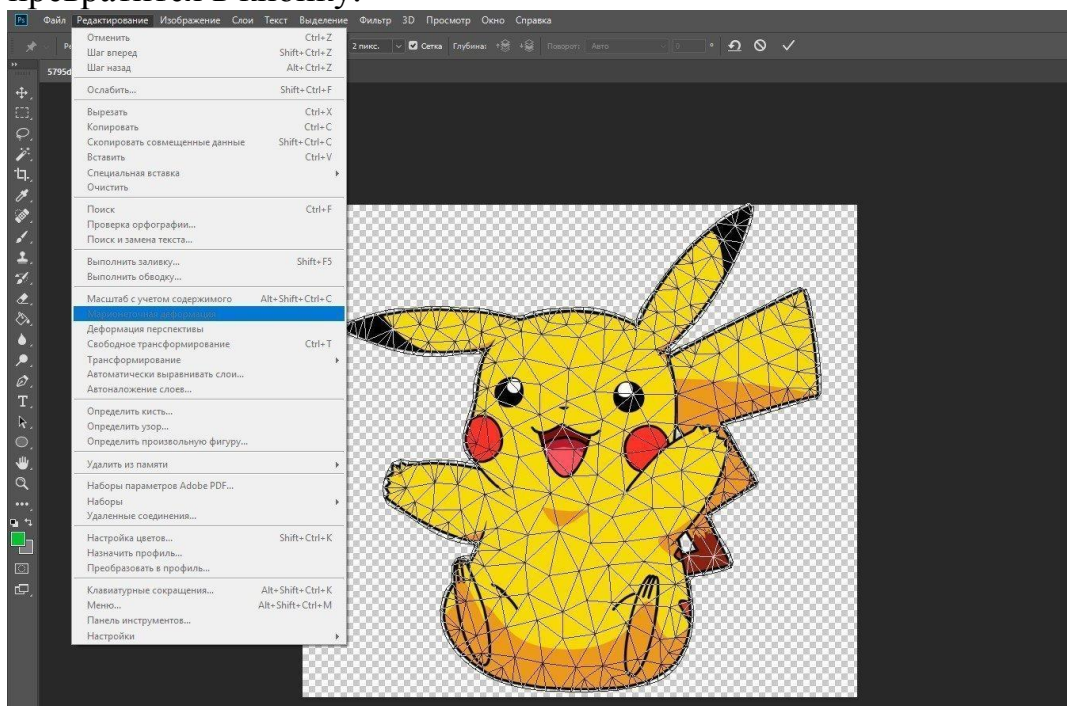 превратится в кнопку.
Ps Файл Редактирование Изображение Слои Текст Выделение Фильтр 3D Просмотр Окно Справка
2 пикс. Сетка Глубина: Поворот: Авто 0 °
5795d
Отменить Ctrl+Z
Шаг вперед Shift+Ctrl+Z
Шаг назад Alt+Ctrl+Z
Ослабить... Shift+Ctrl+F
Вырезать Ctrl+X
Копировать Ctrl+C
Скопировать совмещенные данные Shift+Ctrl+C
Вставить Ctrl+V
Специальная вставка
Очистить
Поиск Ctrl+F
Проверка орфографии...
Поиск и замена текста...
Выполнить заливку... Shift+F5
Выполнить обводку...
Масштаб с учетом содержимого Alt+Shift+Ctrl+C
Марионеточная деформация
Деформация перспективы
Свободное трансформирование Ctrl+T
Трансформирование
Автоматически выравнивать слои...
Автоналожение слоев...
Определить кисть...
Определить узор...
Определить произвольную фигуру...
Удалить из памяти
Наборы параметров Adobe PDF...
Наборы
Удаленные соединения...
Настройка цветов... Shift+Ctrl+K
Назначить профиль...
Преобразовать в профиль...
Клавиатурные сокращения... Alt+Shift+Ctrl+K
Меню... Alt+Shift+Ctrl+M
Панель инструментов...
Настройки